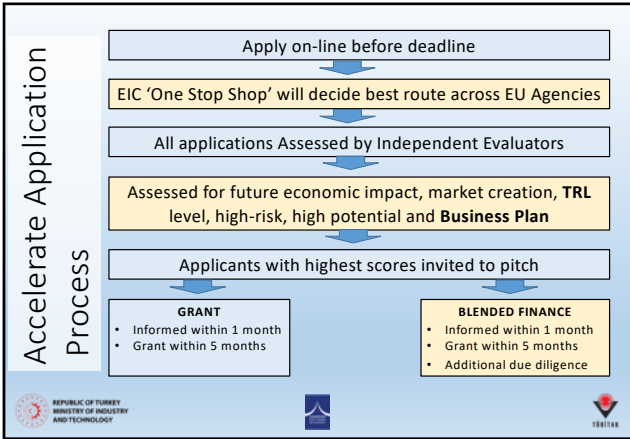 Accelerate Application
Process
Apply on-line before deadline
EIC ‘One Stop Shop’ will decide best route across EU Agencies
All applications Assessed by Independent Evaluators
Assessed for future economic impact, market creation, TRL
level, high-risk, high potential and Business Plan
Applicants with highest scores invited to pitch
GRANT
• Informed within 1 month
• Grant within 5 months
BLENDED FINANCE
• Informed within 1 month
• Grant within 5 months
• Additional due diligence
REPUBLIC OF TURKEY
MINISTRY OF INDUSTRY
AND TECHNOLOGY
TÜBİTAK